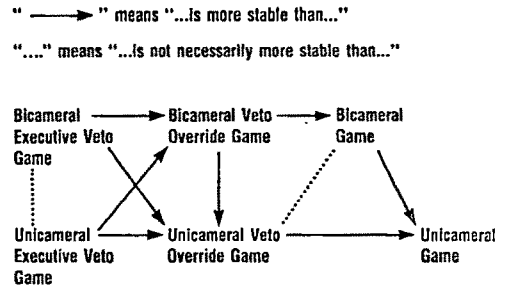 " ⟶ " means "...is more stable than..."
"...." means "...is not necessarily more stable than..."
Bicameral Executive Veto Game
Bicameral Veto Override Game
Bicameral Game
Unicameral Executive Veto Game
Unicameral Veto Override Game
Unicameral Game